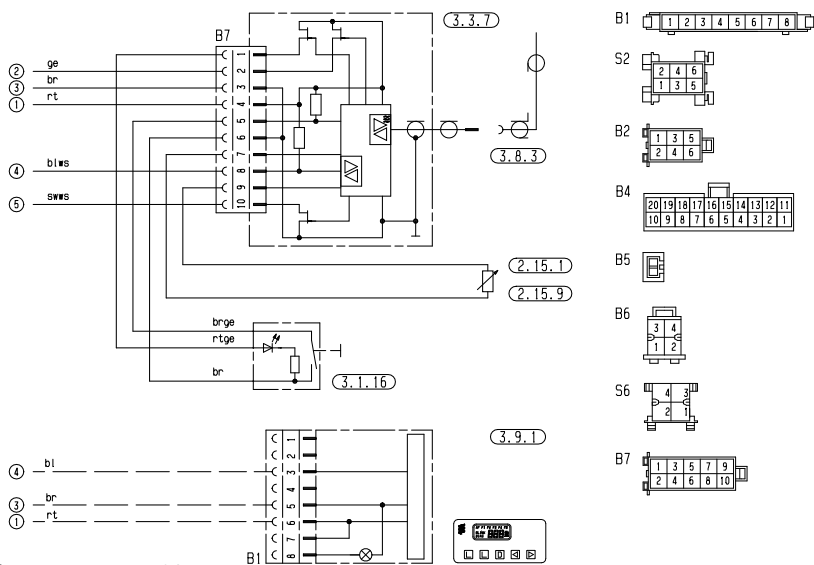 B7
3.3.7
1
2
3
4
5
6
7
8
9
10
② ge
③ br
① rt
④ blws
⑤ swws
3.8.3
2.15.1
2.15.9
brge
rtge
br
3.1.16
3.9.1
1
2
3
4
5
6
7
8
B1
④ bl
③ br
① rt
B1
1 2 3 4 5 6 7 8
S2
2 4 6
1 3 5
B2
1 3 5
2 4 6
B4
20 19 18 17 16 15 14 13 12 11
10 9 8 7 6 5 4 3 2 1
B5
B6
3 4
1 2
S6
4 3
2 1
B7
1 3 5 7 9
2 4 6 8 10